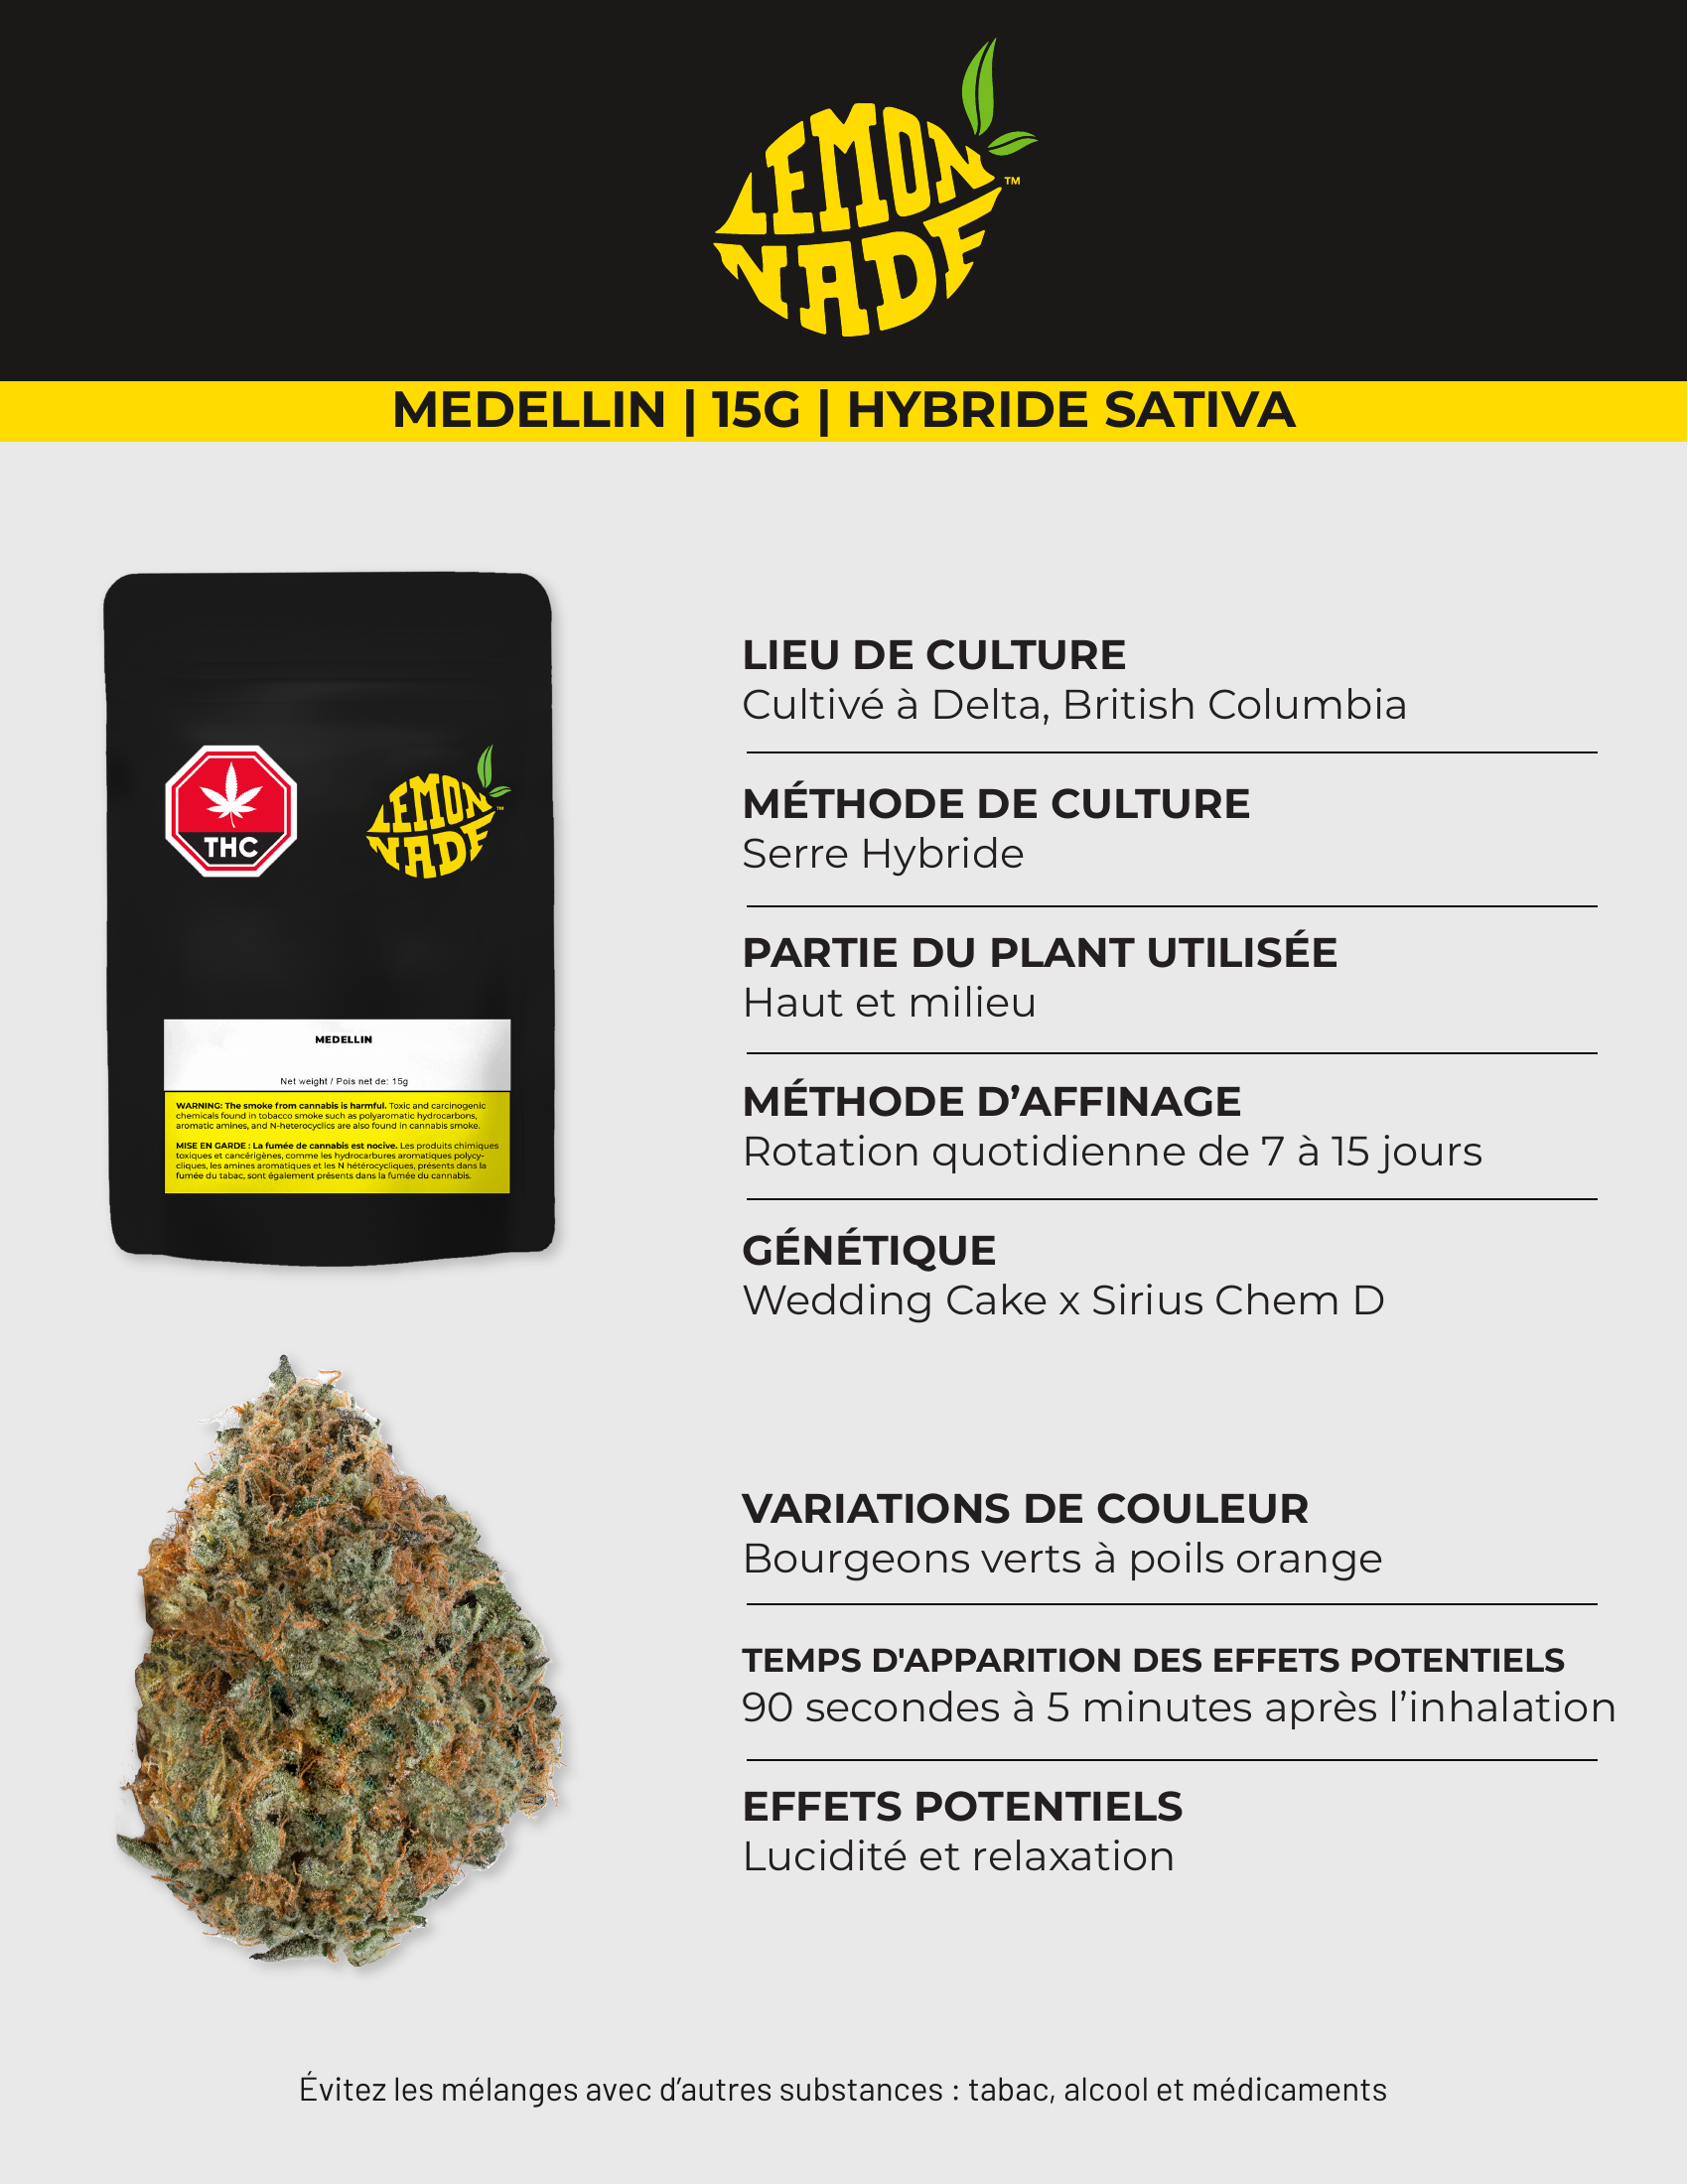 LEMON
NADE
™
MEDELLIN | 15G | HYBRIDE SATIVA
THC
LEMON
NADE
™
MEDELLIN
Net weight / Pois net de: 15g
WARNING: The smoke from cannabis is harmful. Toxic and carcinogenic
chemicals found in tobacco smoke such as polyaromatic hydrocarbons,
aromatic amines, and N-heterocyclics are also found in cannabis smoke.
MISE EN GARDE : La fumée de cannabis est nocive. Les produits chimiques
toxiques et cancérigènes, comme les hydrocarbures aromatiques polycy-
cliques, les amines aromatiques et les N hétérocycliques, présents dans la
fumée du tabac, sont également présents dans la fumée du cannabis.
LIEU DE CULTURE
Cultivé à Delta, British Columbia
MÉTHODE DE CULTURE
Serre Hybride
PARTIE DU PLANT UTILISÉE
Haut et milieu
MÉTHODE D’AFFINAGE
Rotation quotidienne de 7 à 15 jours
GÉNÉTIQUE
Wedding Cake x Sirius Chem D
VARIATIONS DE COULEUR
Bourgeons verts à poils orange
TEMPS D'APPARITION DES EFFETS POTENTIELS
90 secondes à 5 minutes après l’inhalation
EFFETS POTENTIELS
Lucidité et relaxation
Évitez les mélanges avec d’autres substances : tabac, alcool et médicaments